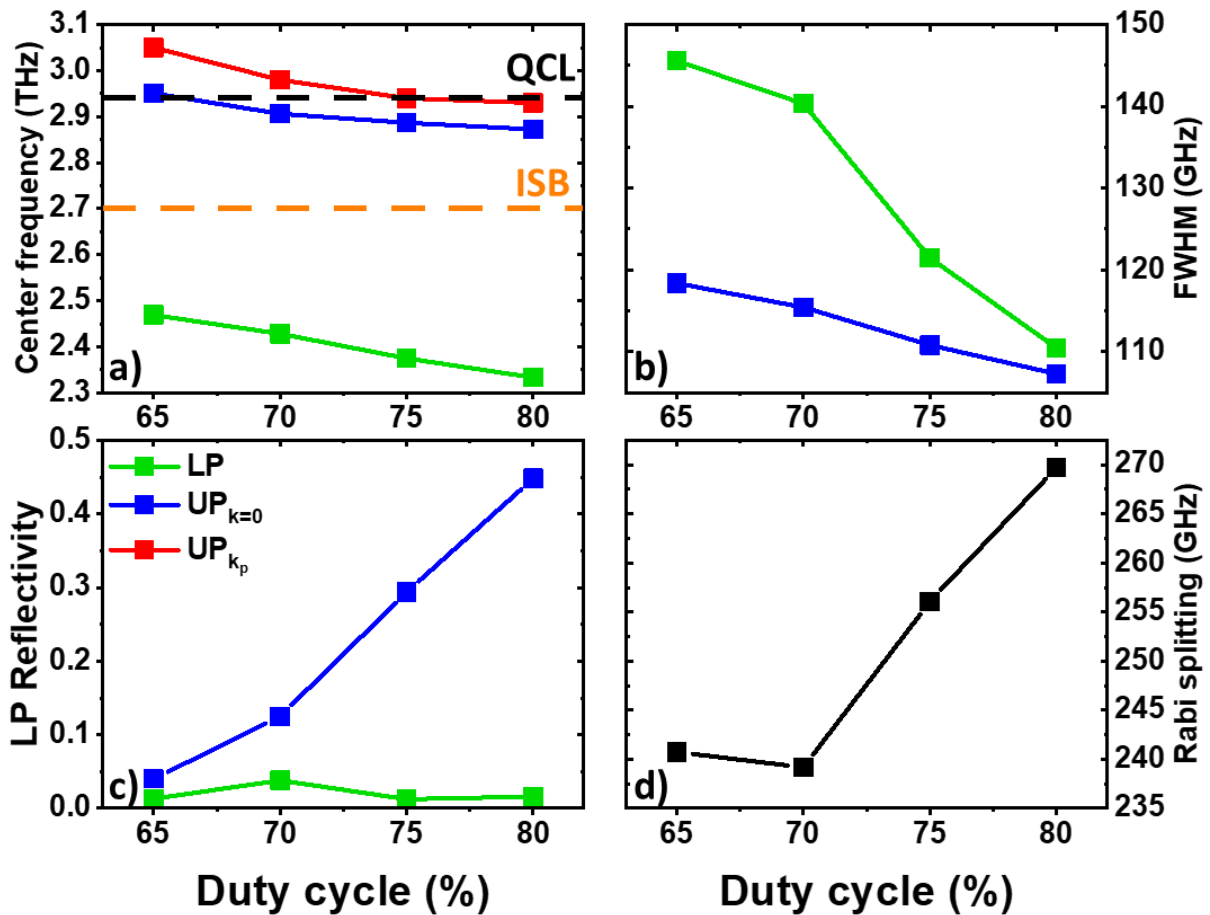 3.1
3.0
2.9
2.8
2.7
2.6
2.5
2.4
2.3
Center frequency (THz)
QCL
ISB
a)
65 70 75 80
150
140
130
120
110
FWHM (GHz)
b)
65 70 75 80
0.5
0.4
0.3
0.2
0.1
0.0
LP Reflectivity
LP
UPk=0
UPkp
c)
65 70 75 80
Duty cycle (%)
270
265
260
255
250
245
240
235
Rabi splitting (GHz)
d)
65 70 75 80
Duty cycle (%)